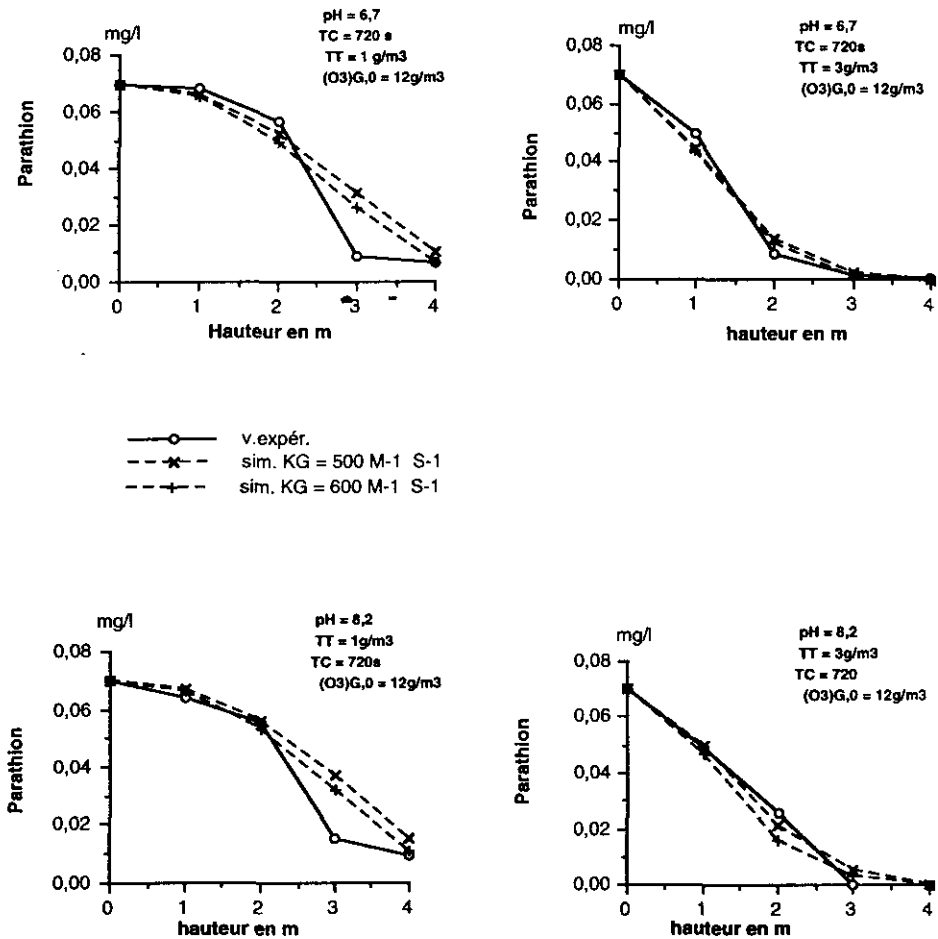 mg/l
pH = 6,7
TC = 720 s
TT = 1 g/m3
(O3)G,0 = 12g/m3
0,08
0,06
0,04
0,02
0,00
Parathion
0 1 2 3 4
Hauteur en m
mg/l
pH = 6,7
TC = 720s
TT = 3g/m3
(O3)G,0 = 12g/m3
0,08
0,06
0,04
0,02
0,00
Parathion
0 1 2 3 4
hauteur en m
v.expér.
sim. KG = 500 M-1 S-1
sim. KG = 600 M-1 S-1
mg/l
pH = 8,2
TT = 1g/m3
TC = 720s
(O3)G,0 = 12g/m3
0,08
0,06
0,04
0,02
0,00
Parathion
0 1 2 3 4
hauteur en m
mg/l
pH = 8,2
TT = 3g/m3
TC = 720
(O3)G,0 = 12g/m3
0,08
0,06
0,04
0,02
0,00
Parathion
0 1 2 3 4
hauteur en m